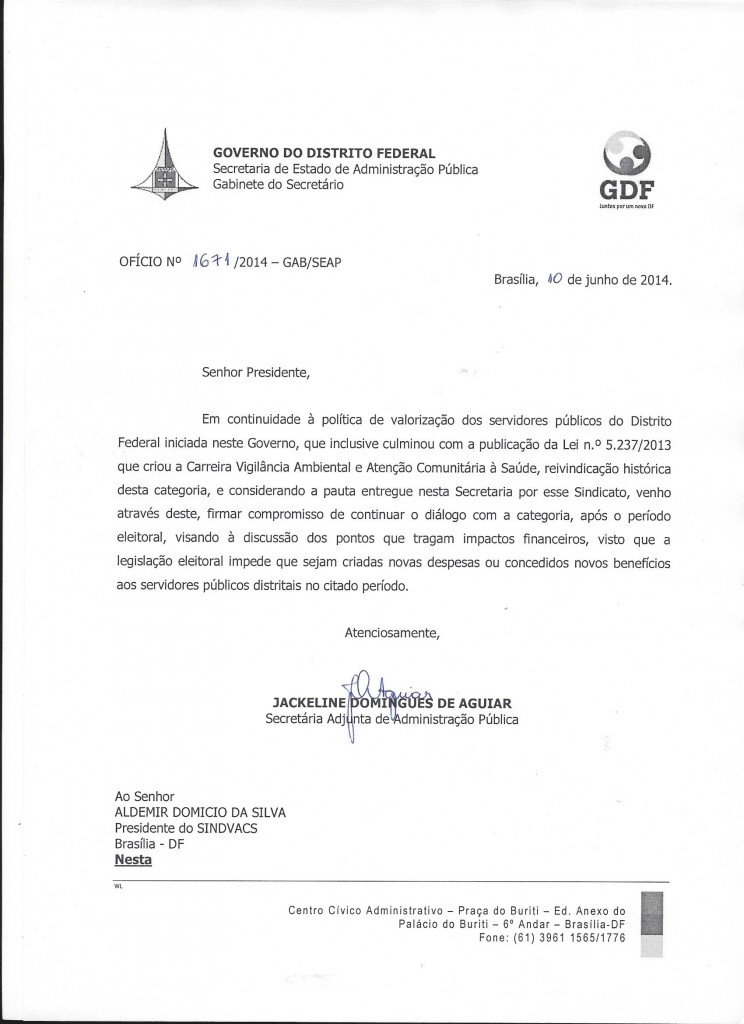 GOVERNO DO DISTRITO FEDERAL
Secretaria de Estado de Administração Pública
Gabinete do Secretário
GDF
Juntos por um novo DF
OFÍCIO Nº 1671/2014 – GAB/SEAP
Brasília, 10 de junho de 2014.
Senhor Presidente,
Em continuidade à política de valorização dos servidores públicos do Distrito
Federal iniciada neste Governo, que inclusive culminou com a publicação da Lei n.º 5.237/2013
que criou a Carreira Vigilância Ambiental e Atenção Comunitária à Saúde, reivindicação histórica
desta categoria, e considerando a pauta entregue nesta Secretaria por esse Sindicato, venho
através deste, firmar compromisso de continuar o diálogo com a categoria, após o período
eleitoral, visando à discussão dos pontos que tragam impactos financeiros, visto que a
legislação eleitoral impede que sejam criadas novas despesas ou concedidos novos benefícios
aos servidores públicos distritais no citado período.
Atenciosamente,
Aguiar
JACKELINE DOMINGUES DE AGUIAR
Secretária Adjunta de Administração Pública
Ao Senhor
ALDEMIR DOMICIO DA SILVA
Presidente do SINDVACS
Brasília - DF
Nesta
WL
Centro Cívico Administrativo – Praça do Buriti – Ed. Anexo do
Palácio do Buriti – 6º Andar – Brasília-DF
Fone: (61) 3961 1565/1776